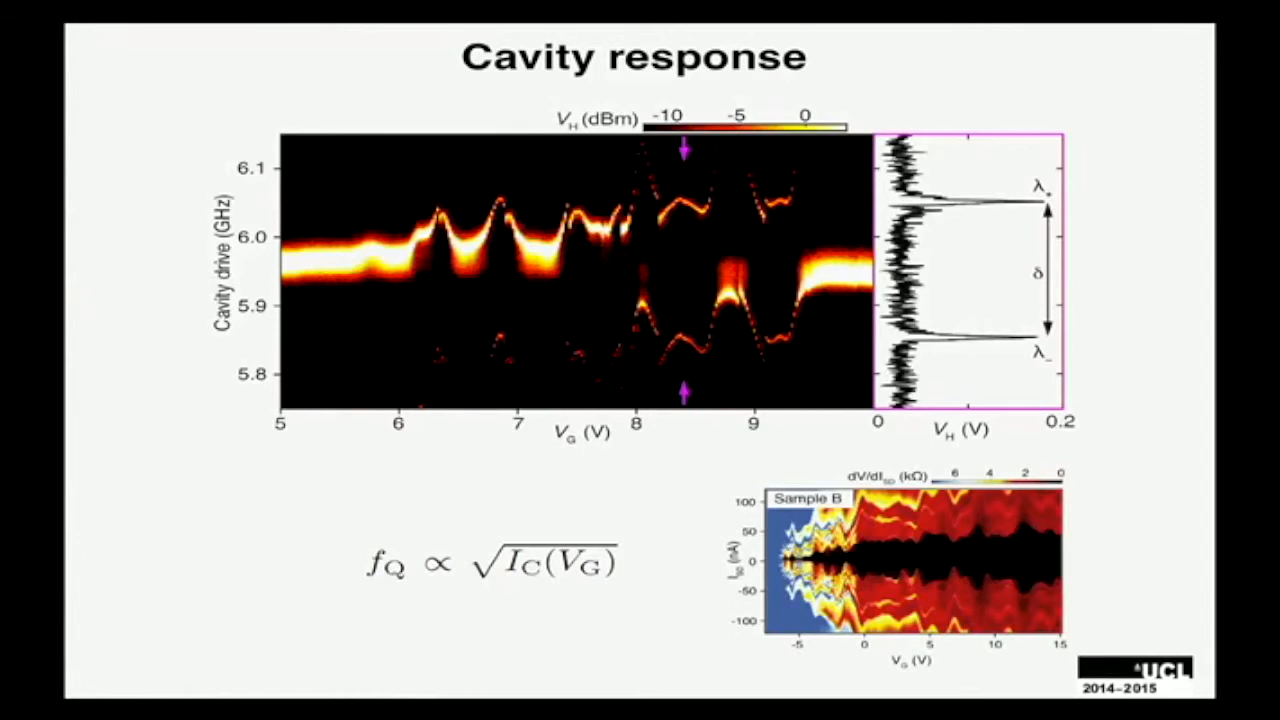 Cavity response
V_H (dBm) -10 -5 0
Cavity drive (GHz)
6.1
6.0
5.9
5.8
5 6 7 8 9
V_G (V)
λ+
δ
λ−
0 0.2
V_H (V)
f_Q ∝ √I_C(V_G)
dV/dI_SD (kΩ) 6 4 2 0
Sample B
I_SD (nA)
100
50
0
-50
-100
-5 0 5 10 15
V_G (V)
UCL
2014–2015